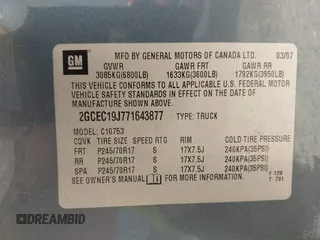 GM
MFD BY GENERAL MOTORS OF CANADA LTD. 03/07
GVWR GAWR FRT GAWR RR
3085KG(6800LB) 1633KG(3600LB) 1792KG(3950LB)
THIS VEHICLE CONFORMS TO ALL APPLICABLE U.S. FEDERAL MOTOR
VEHICLE SAFETY STANDARDS IN EFFECT ON THE DATE OF
MANUFACTURE SHOWN ABOVE.
2GCEC19J771643877 TYPE: TRUCK
MODEL: C10753
CQVK TIRE SIZE SPEED RTG RIM COLD TIRE PRESSURE
FRT P245/70R17 S 17X7.5J 240KPA(35PSI)
RR P245/70R17 S 17X7.5J 240KPA(35PSI)
SPA P245/70R17 S 17X7.5J 240KPA(35PSI)
SEE OWNER'S MANUAL FOR ADDITIONAL INFORMATION.
F 120
T 701
DREAMBID